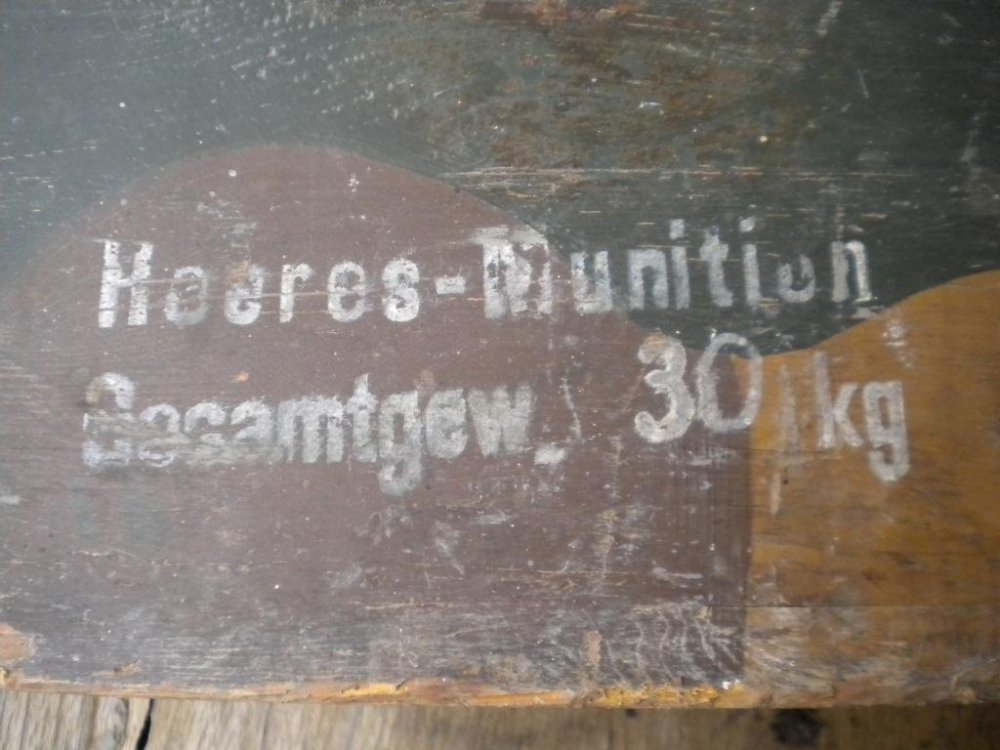 Heeres-Munition
Gesamtgew. 30 kg